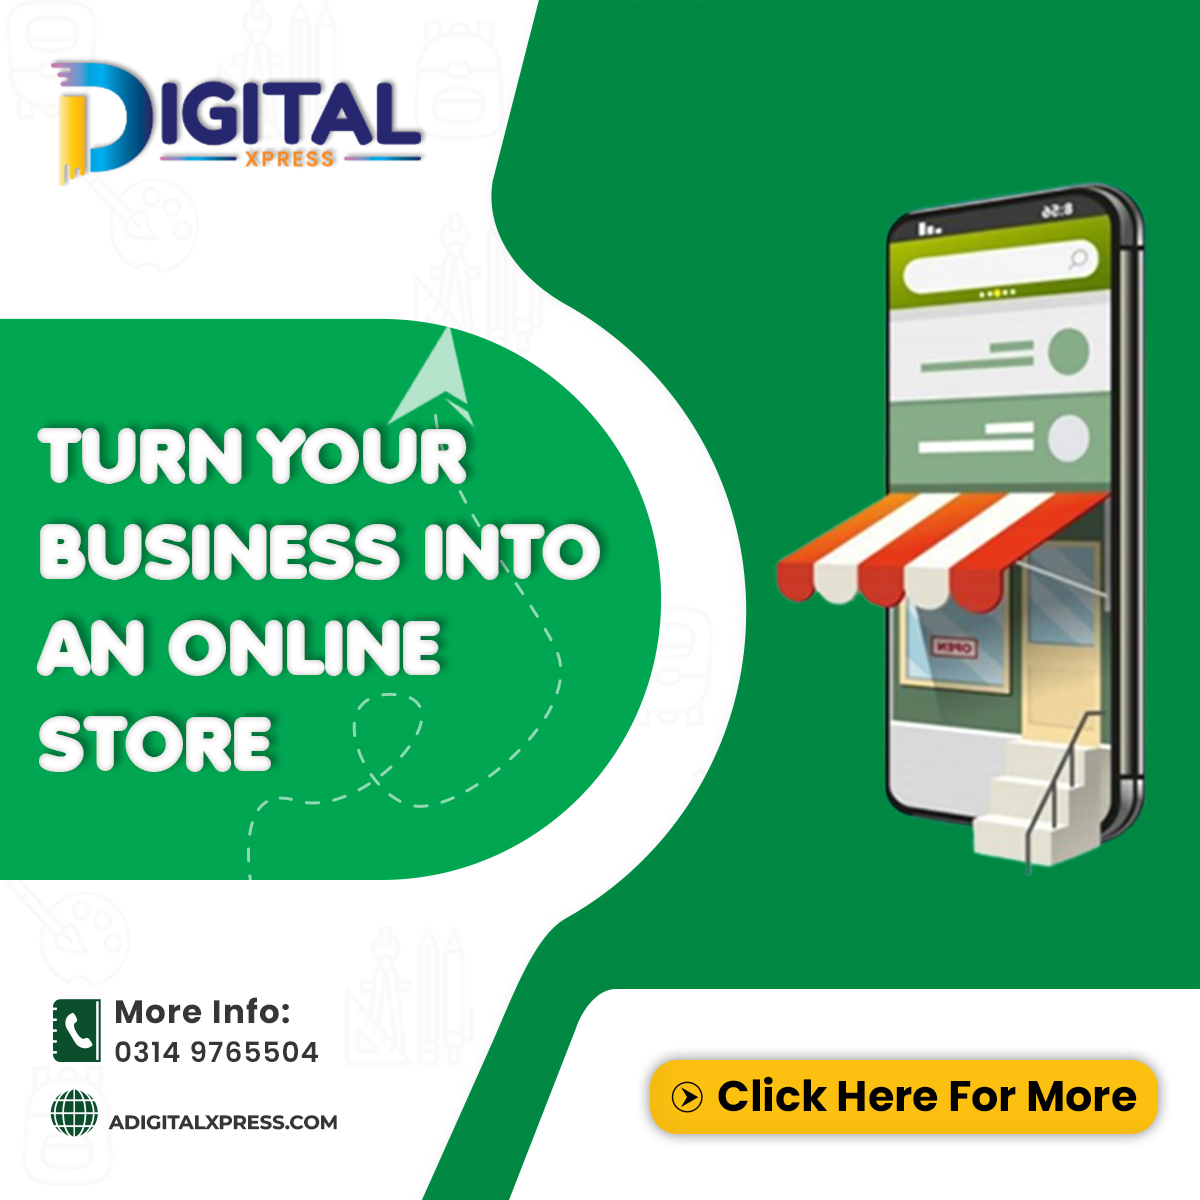 DIGITAL
XPRESS
8:56
TURN YOUR
BUSINESS INTO
AN ONLINE
STORE
OPEN
More Info:
0314 9765504
ADIGITALXPRESS.COM
Click Here For More